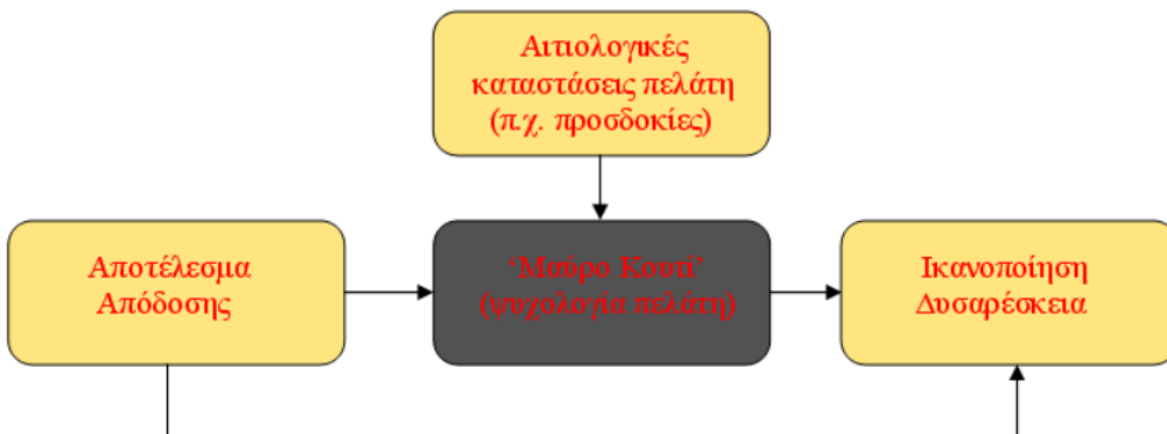 Αιτιολογικές
καταστάσεις πελάτη
(π.χ. προσδοκίες)
Αποτέλεσμα
Απόδοσης
‘Μαύρο Κουτί’
(ψυχολογία πελάτη)
Ικανοποίηση
Δυσαρέσκεια